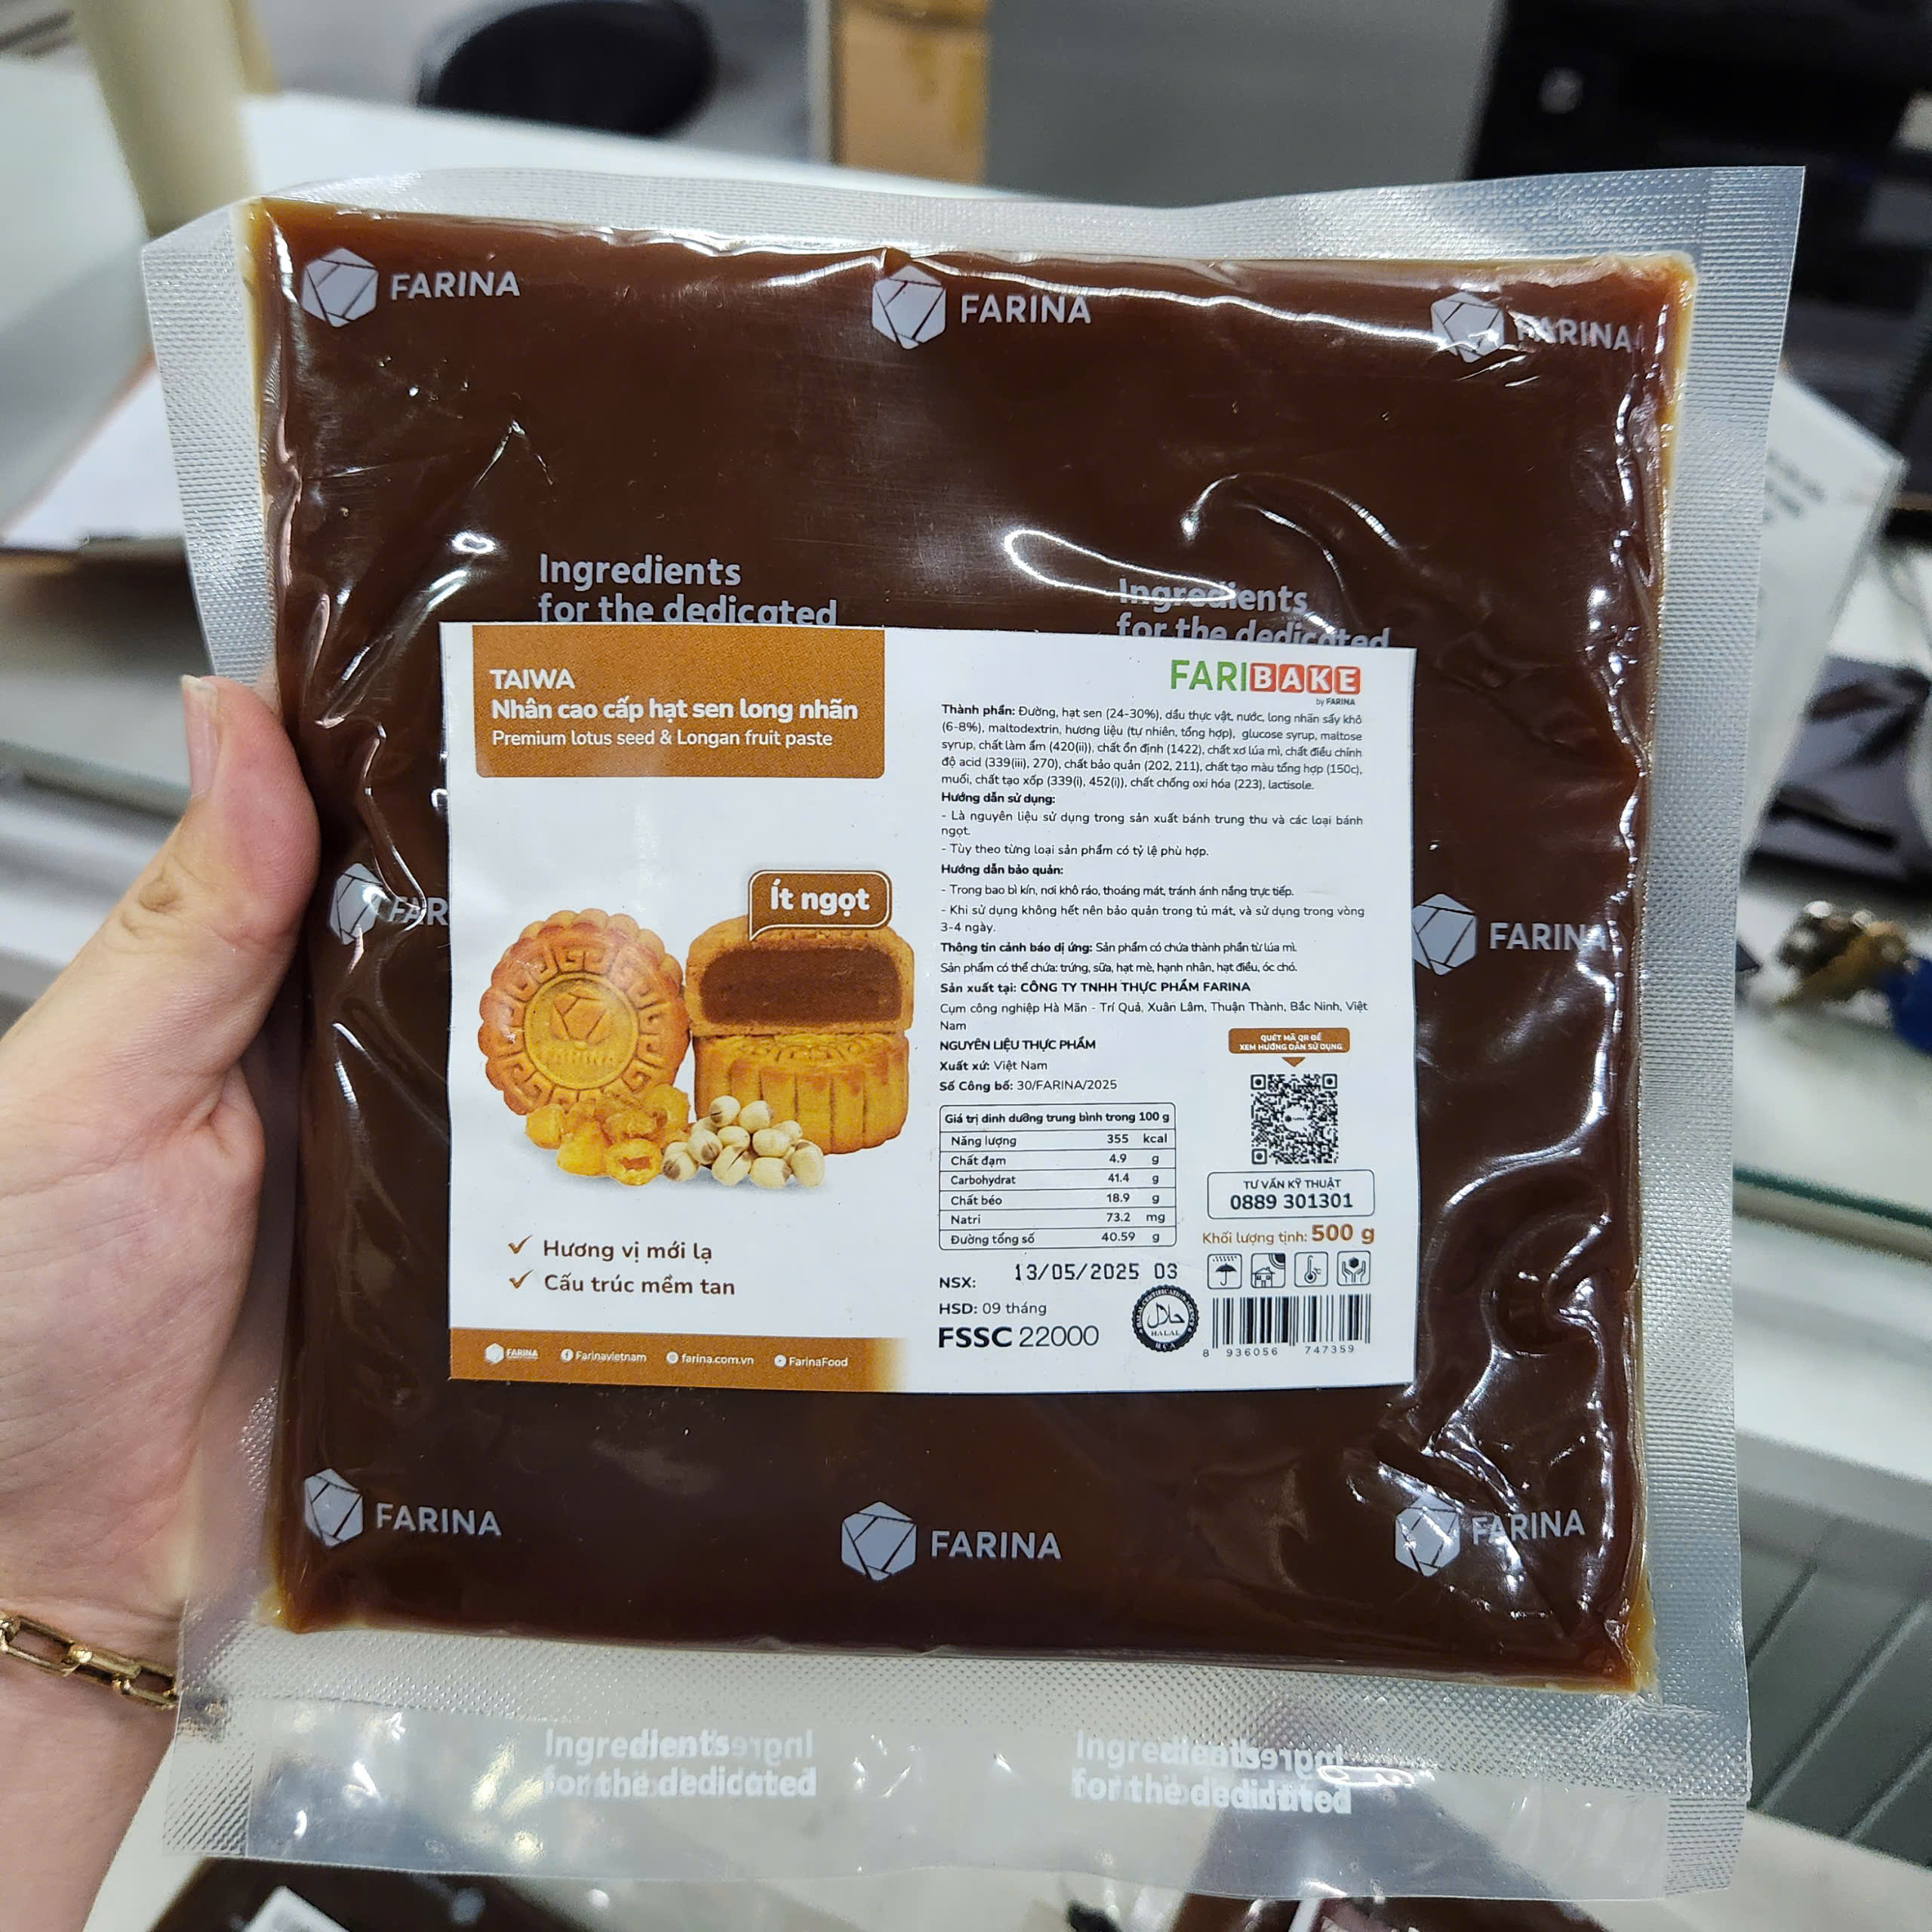 FARINA
FARINA
FARINA
Ingredients
for the dedicated
Ingredients
for the dedicated
TAIWA
Nhân cao cấp hạt sen long nhãn
Premium lotus seed & Longan fruit paste
Ít ngọt
Hương vị mới lạ
Cấu trúc mềm tan
FARINA
Farinavietnam
farina.com.vn
FarinaFood
FARIBAKE
by FARINA
Thành phần: Đường, hạt sen (24-30%), dầu thực vật, nước, long nhãn sấy khô
(6-8%), maltodextrin, hương liệu (tự nhiên, tổng hợp), glucose syrup, maltose
syrup, chất làm ẩm (420(ii)), chất ổn định (1422), chất xơ lúa mì, chất điều chỉnh
độ acid (339(iii), 270), chất bảo quản (202, 211), chất tạo màu tổng hợp (150c),
muối, chất tạo xốp (339(i), 452(i)), chất chống oxi hóa (223), lactisole.
Hướng dẫn sử dụng:
- Là nguyên liệu sử dụng trong sản xuất bánh trung thu và các loại bánh
ngọt.
- Tùy theo từng loại sản phẩm có tỷ lệ phù hợp.
Hướng dẫn bảo quản:
- Trong bao bì kín, nơi khô ráo, thoáng mát, tránh ánh nắng trực tiếp.
- Khi sử dụng không hết nên bảo quản trong tủ mát, và sử dụng trong vòng
3-4 ngày.
Thông tin cảnh báo dị ứng: Sản phẩm có chứa thành phần từ lúa mì.
Sản phẩm có thể chứa: trứng, sữa, hạt mè, hạnh nhân, hạt điều, óc chó.
Sản xuất tại: CÔNG TY TNHH THỰC PHẨM FARINA
Cụm công nghiệp Hà Mãn - Trí Quả, Xuân Lâm, Thuận Thành, Bắc Ninh, Việt
Nam
NGUYÊN LIỆU THỰC PHẨM
Xuất xứ: Việt Nam
Số Công bố: 30/FARINA/2025
QUÉT MÃ QR ĐỂ
XEM HƯỚNG DẪN SỬ DỤNG
Giá trị dinh dưỡng trung bình trong 100 g
Năng lượng 355 kcal
Chất đạm 4.9 g
Carbohydrat 41.4 g
Chất béo 18.9 g
Natri 73.2 mg
Đường tổng số 40.59 g
TƯ VẤN KỸ THUẬT
0889 301301
Khối lượng tịnh: 500 g
NSX: 13/05/2025 03
HSD: 09 tháng
FSSC 22000
حلال
HALAL
8 936056 747359
FAR
FARINA
FARINA
FARINA
FARINA
Ingredients
for the dedicated
Ingredients
for the dedicated